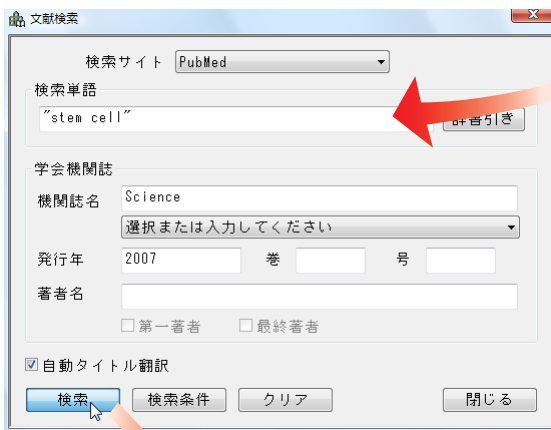 文献検索
検索サイト PubMed
検索単語
"stem cell" 辞書引き
学会機関誌
機関誌名 Science
選択または入力してください
発行年 2007 巻 号
著者名
第一著者 最終著者
自動タイトル翻訳
検索 検索条件 クリア 閉じる